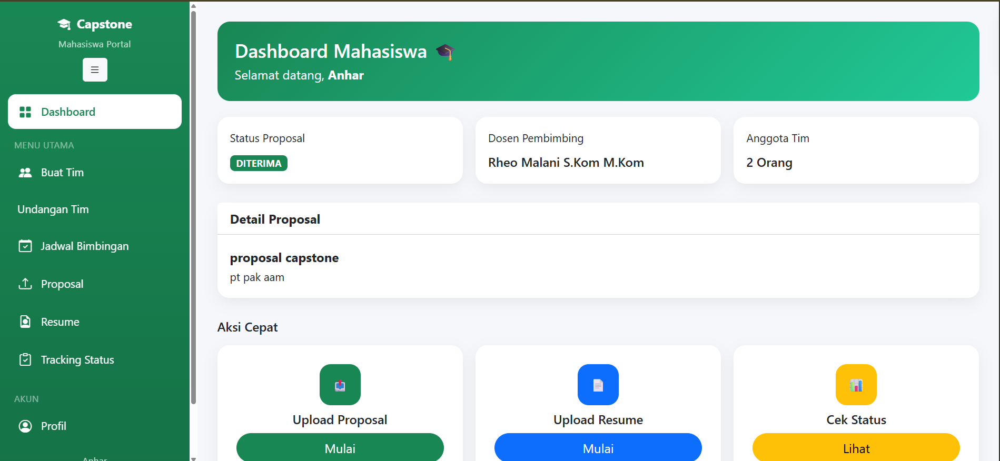 Capstone
Mahasiswa Portal
Dashboard
MENU UTAMA
Buat Tim
Undangan Tim
Jadwal Bimbingan
Proposal
Resume
Tracking Status
AKUN
Profil
Anhar
Dashboard Mahasiswa
Selamat datang, Anhar
Status Proposal
DITERIMA
Dosen Pembimbing
Rheo Malani S.Kom M.Kom
Anggota Tim
2 Orang
Detail Proposal
proposal capstone
pt pak aam
Aksi Cepat
Upload Proposal
Mulai
Upload Resume
Mulai
Cek Status
Lihat